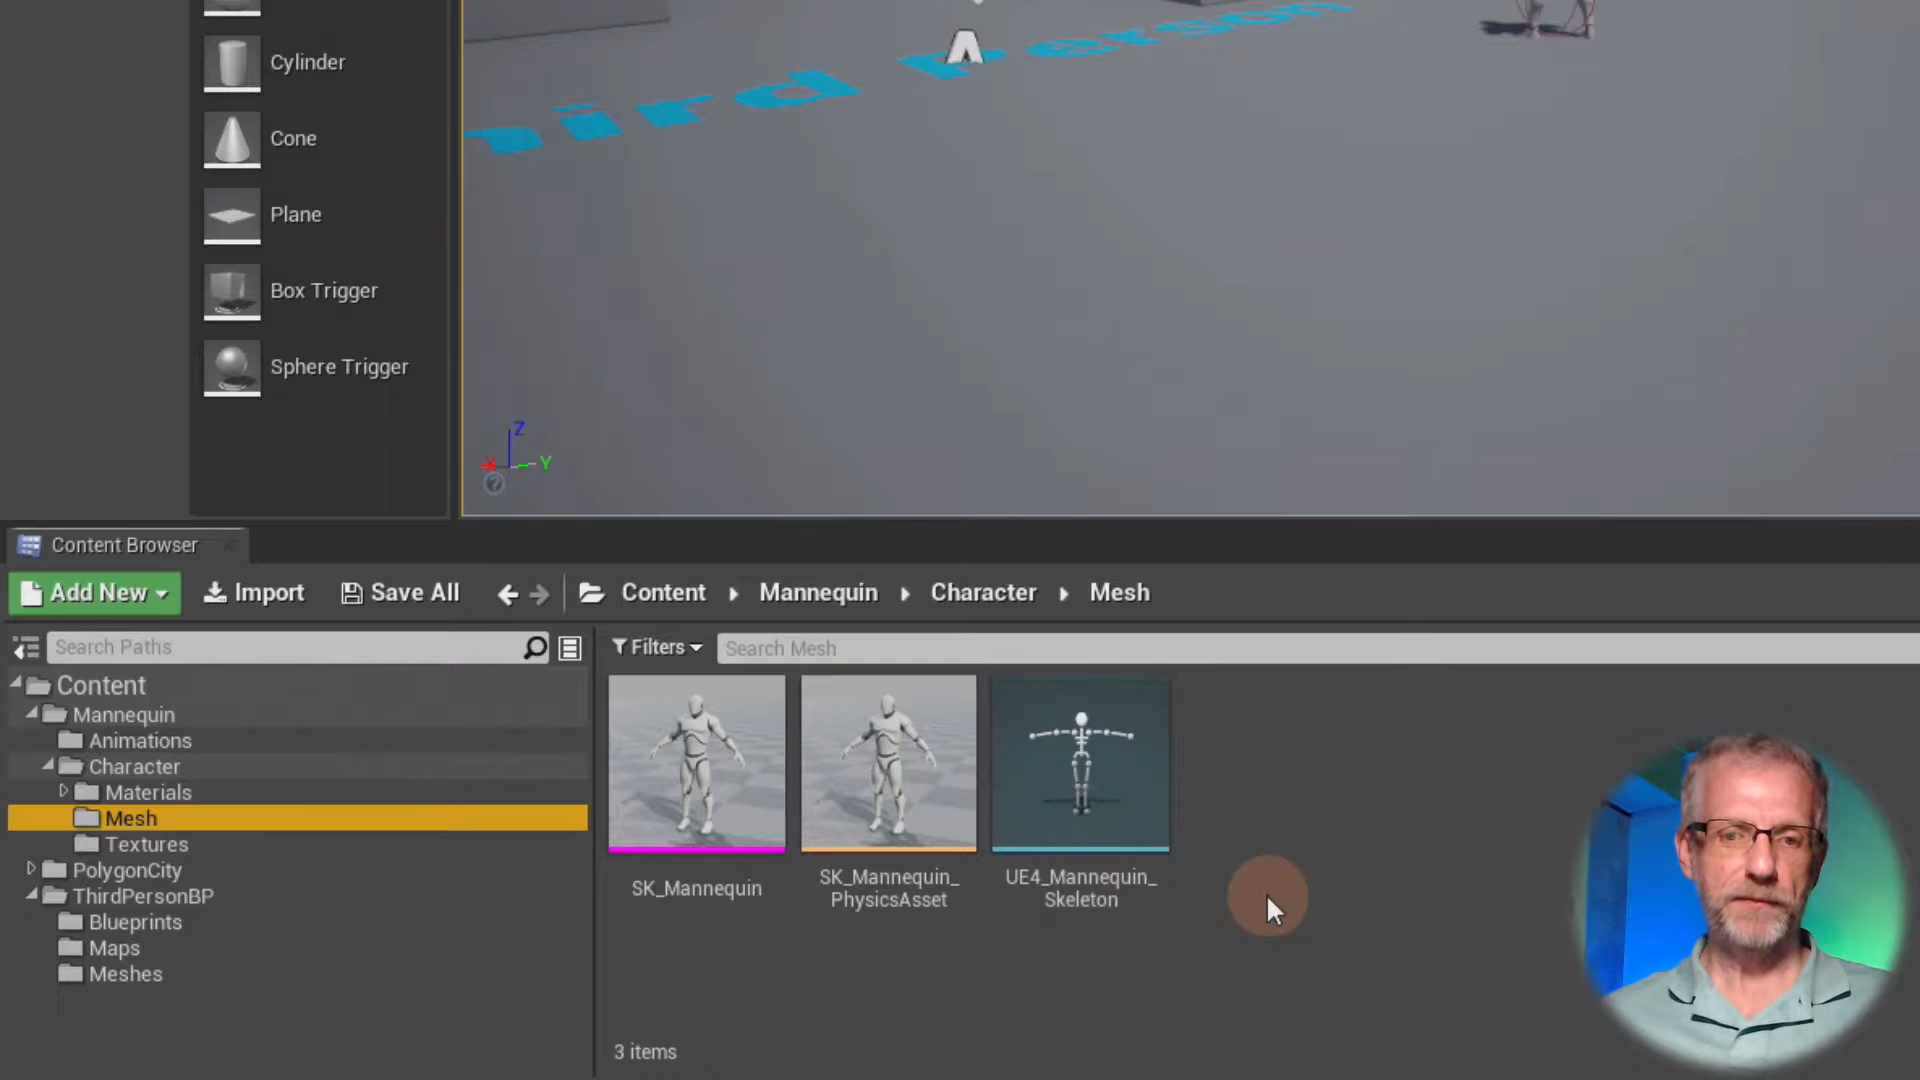 Cylinder
Cone
Plane
Box Trigger
Sphere Trigger
ird Person
Z
X
Y
?
Content Browser
Add New
Import
Save All
Content
Mannequin
Character
Mesh
Search Paths
Filters
Search Mesh
Content
Mannequin
Animations
Character
Materials
Mesh
Textures
PolygonCity
ThirdPersonBP
Blueprints
Maps
Meshes
SK_Mannequin
SK_Mannequin_
PhysicsAsset
UE4_Mannequin_
Skeleton
3 items